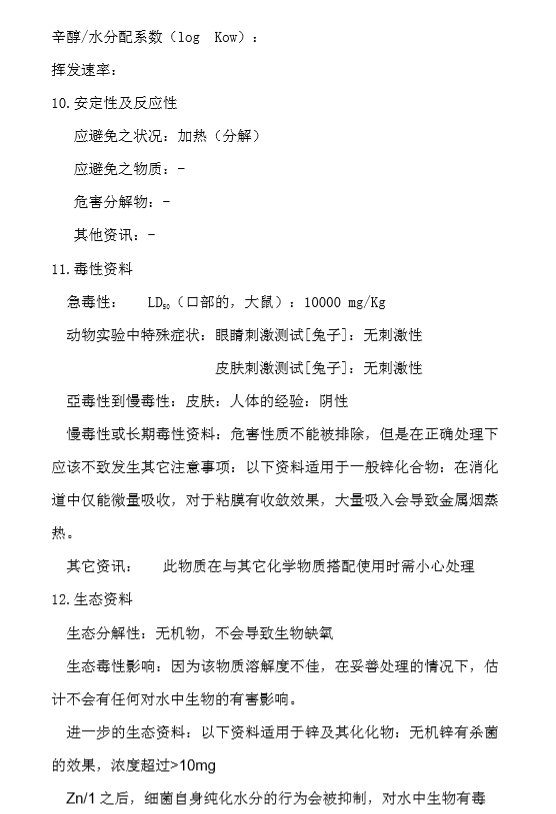 辛醇/水分配系数（log  Kow）：
挥发速率：
10.安定性及反应性
应避免之状况：加热（分解）
应避免之物质：-
危害分解物：-
其他资讯：-
11.毒性资料
急毒性：  LD₅₀（口部的，大鼠）：10000 mg/Kg
动物实验中特殊症状：眼睛刺激测试[兔子]：无刺激性
皮肤刺激测试[兔子]：无刺激性
亞毒性到慢毒性：皮肤：人体的经验：阴性
慢毒性或长期毒性资料：危害性质不能被排除，但是在正确处理下
应该不致发生其它注意事项：以下资料适用于一般锌化合物：在消化
道中仅能微量吸收，对于粘膜有收敛效果，大量吸入会导致金属烟蒸
热。
其它资讯：  此物质在与其它化学物质搭配使用时需小心处理
12.生态资料
生态分解性：无机物，不会导致生物缺氧
生态毒性影响：因为该物质溶解度不佳，在妥善处理的情况下，估
计不会有任何对水中生物的有害影响。
进一步的生态资料：以下资料适用于锌及其化化物：无机锌有杀菌
的效果，浓度超过>10mg
Zn/1 之后，细菌自身纯化水分的行为会被抑制，对水中生物有毒